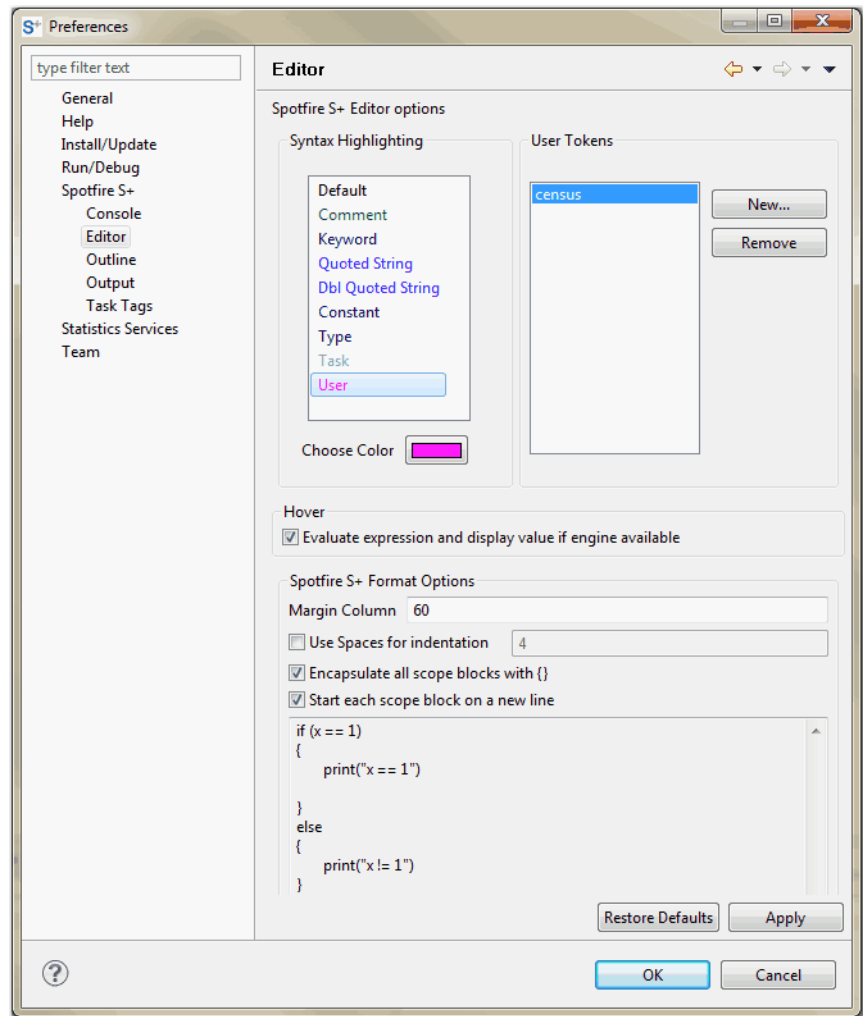 S+ Preferences
type filter text
General
Help
Install/Update
Run/Debug
Spotfire S+
Console
Editor
Outline
Output
Task Tags
Statistics Services
Team
Editor
Spotfire S+ Editor options
Syntax Highlighting
Default
Comment
Keyword
Quoted String
Dbl Quoted String
Constant
Type
Task
User
Choose Color
User Tokens
census
New...
Remove
Hover
Evaluate expression and display value if engine available
Spotfire S+ Format Options
Margin Column 60
Use Spaces for indentation 4
Encapsulate all scope blocks with {}
Start each scope block on a new line
if (x == 1)
{
print("x == 1")
}
else
{
print("x != 1")
}
Restore Defaults Apply
? OK Cancel